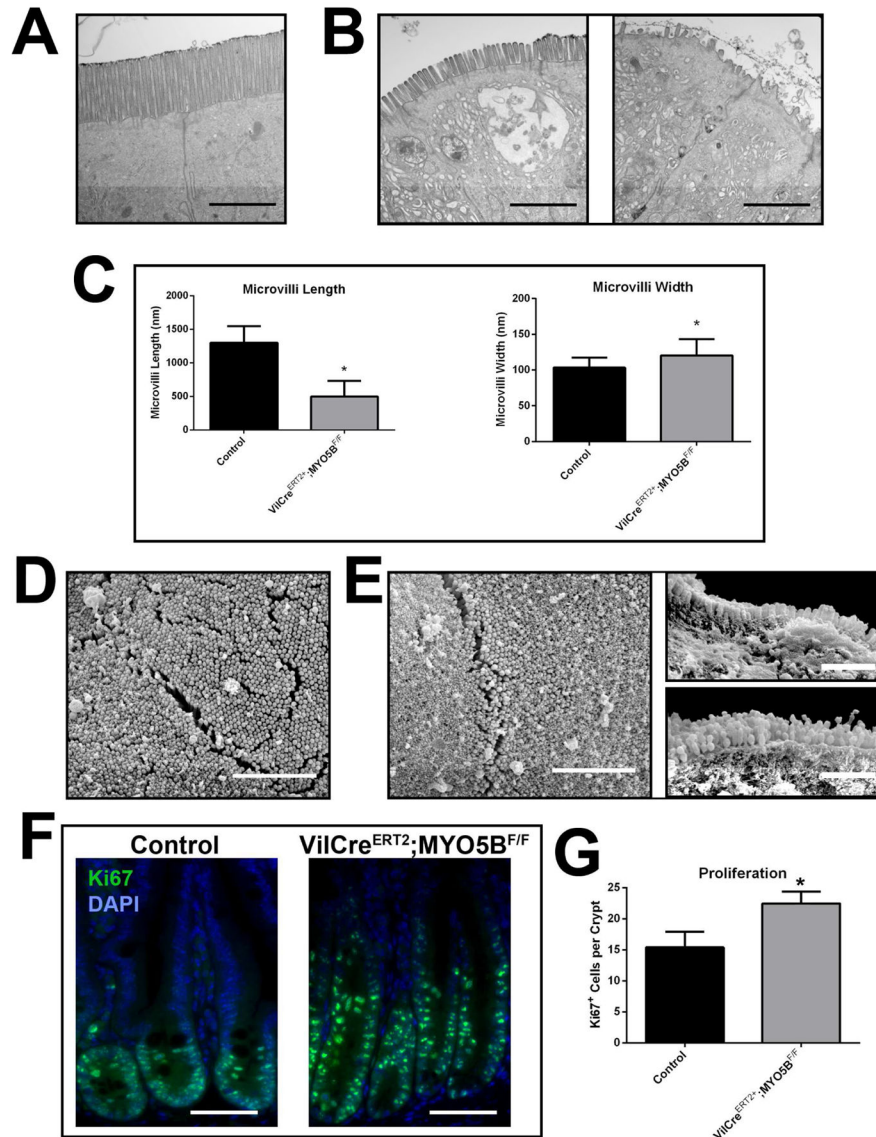 A
B
C
Microvilli Length
Microvilli Length (nm)
2000
1500
1000
500
0
*
Control
VilCreERT2+;MYO5BF/F
Microvilli Width
Microvilli Width (nm)
200
150
100
50
0
*
Control
VilCreERT2+;MYO5BF/F
D
E
F
Control
VilCreERT2;MYO5BF/F
Ki67
DAPI
G
Proliferation
Ki67+ Cells per Crypt
25
20
15
10
5
0
*
Control
VilCreERT2+;MYO5BF/F